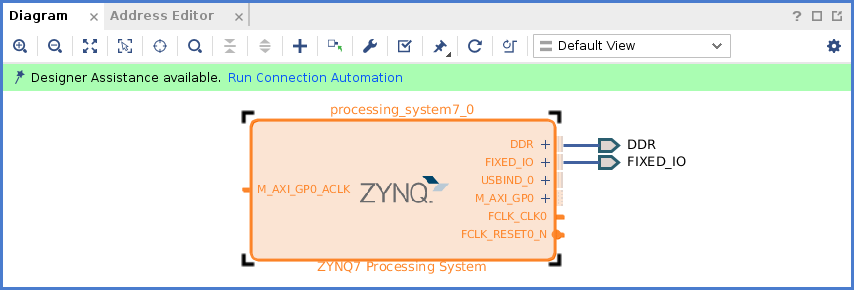 Diagram
Address Editor
Default View
Designer Assistance available. Run Connection Automation
processing_system7_0
DDR
DDR
FIXED_IO
FIXED_IO
USBIND_0
M_AXI_GP0_ACLK
ZYNQ
M_AXI_GP0
FCLK_CLK0
FCLK_RESET0_N
ZYNQ7 Processing System